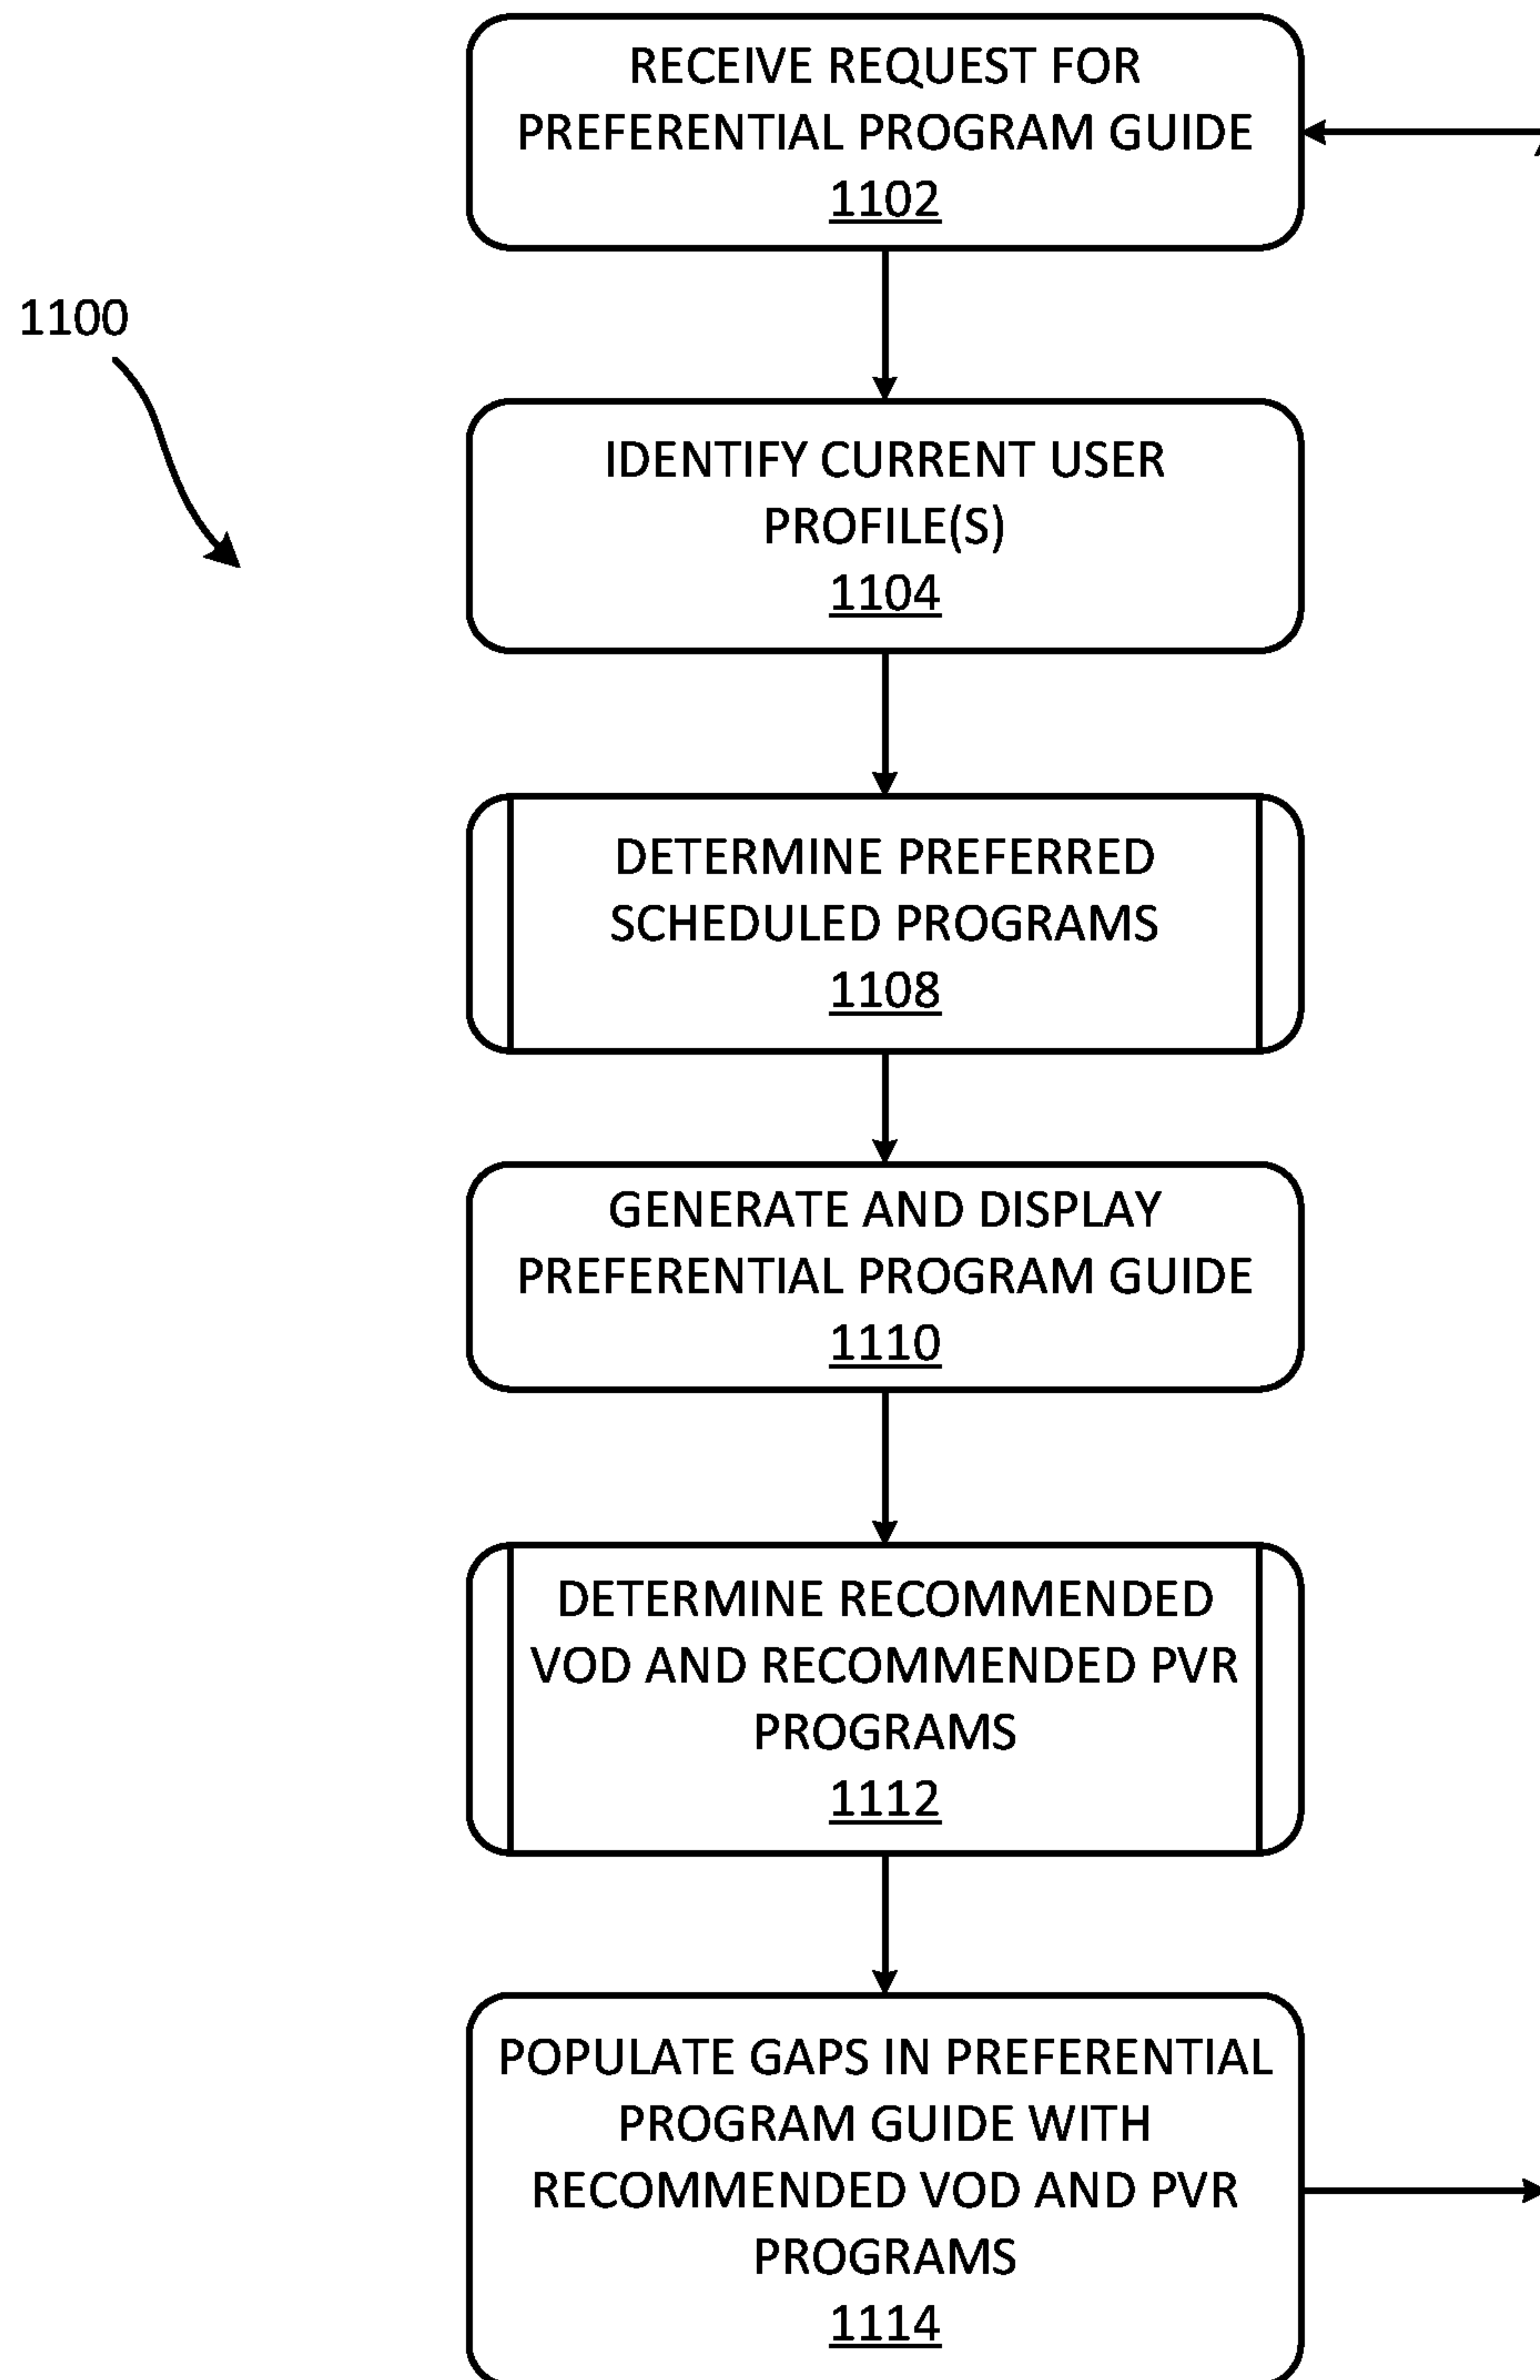 RECEIVE REQUEST FOR
PREFERENTIAL PROGRAM GUIDE
1102
1100
IDENTIFY CURRENT USER
PROFILE(S)
1104
DETERMINE PREFERRED
SCHEDULED PROGRAMS
1108
GENERATE AND DISPLAY
PREFERENTIAL PROGRAM GUIDE
1110
DETERMINE RECOMMENDED
VOD AND RECOMMENDED PVR
PROGRAMS
1112
POPULATE GAPS IN PREFERENTIAL
PROGRAM GUIDE WITH
RECOMMENDED VOD AND PVR
PROGRAMS
1114